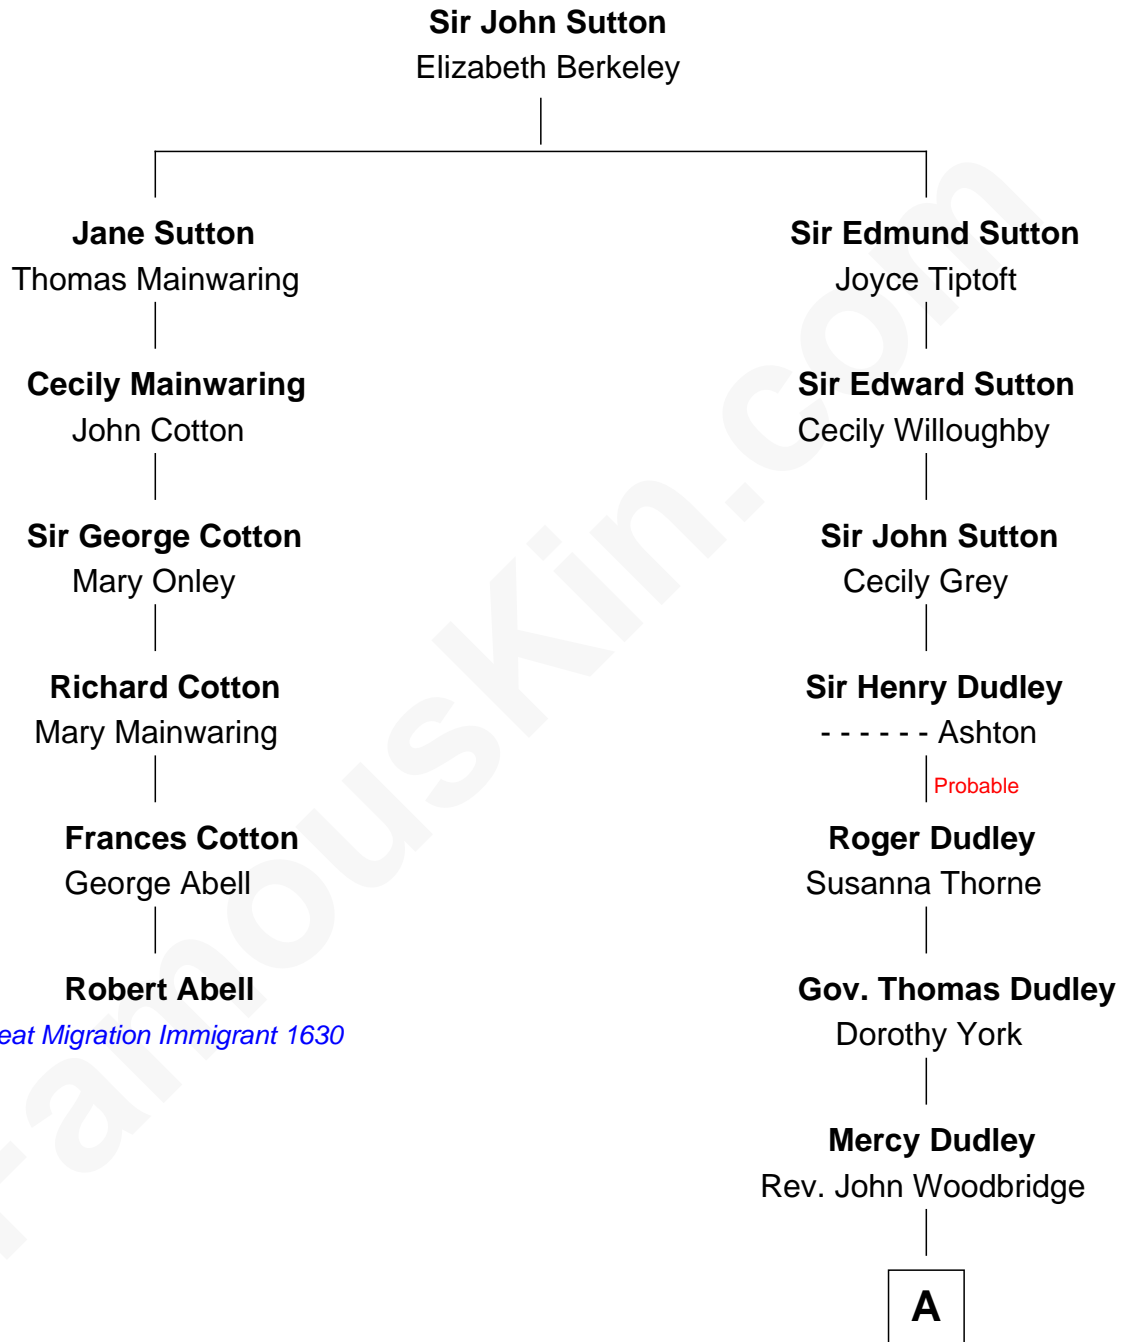 Sir John Sutton
Elizabeth Berkeley
Jane Sutton
Thomas Mainwaring
Cecily Mainwaring
John Cotton
Sir George Cotton
Mary Onley
Richard Cotton
Mary Mainwaring
Frances Cotton
George Abell
Robert Abell
eat Migration Immigrant 1630
Sir Edmund Sutton
Joyce Tiptoft
Sir Edward Sutton
Cecily Willoughby
Sir John Sutton
Cecily Grey
Sir Henry Dudley
- - - - - - Ashton
Probable
Roger Dudley
Susanna Thorne
Gov. Thomas Dudley
Dorothy York
Mercy Dudley
Rev. John Woodbridge
A
FamousKin.com